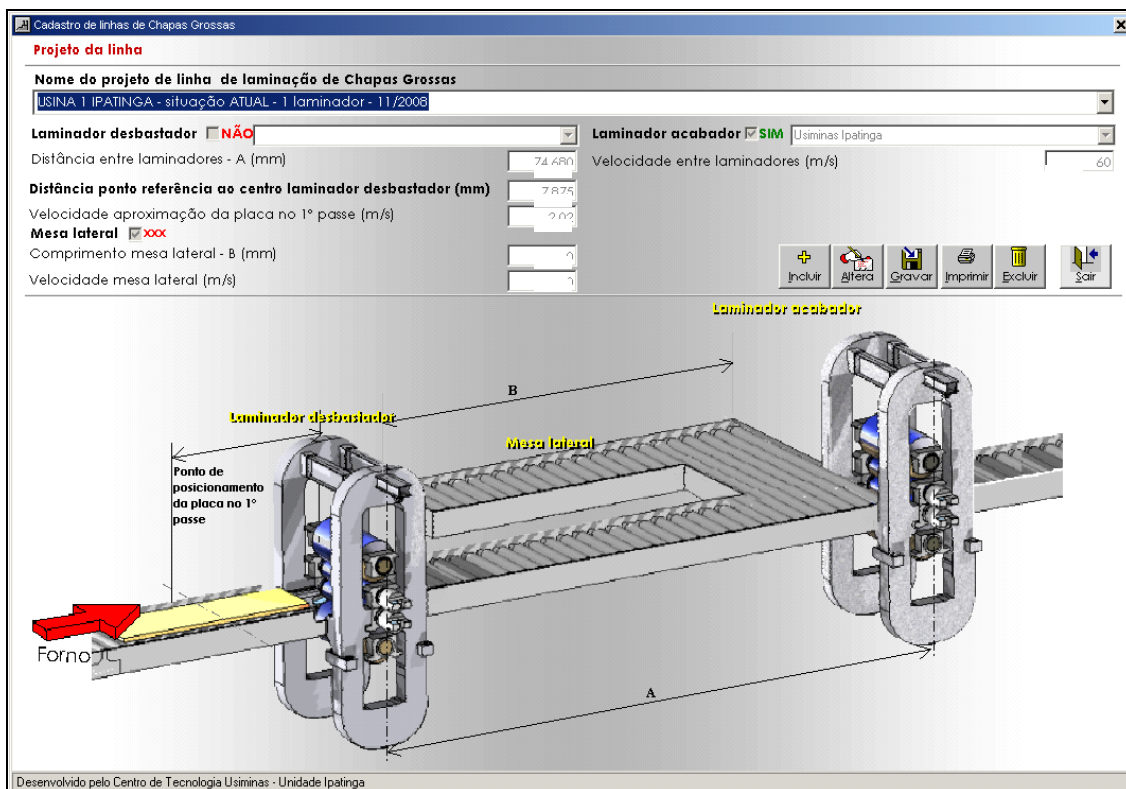 Cadastro de linhas de Chapas Grossas
Projeto da linha
Nome do projeto de linha de laminação de Chapas Grossas
USINA 1 IPATINGA - situação ATUAL - 1 laminador - 11/2008
Laminador desbastador NÃO
Laminador acabador SIM Usiminas Ipatinga
Distância entre laminadores - A (mm) 74.680
Velocidade entre laminadores (m/s) 60
Distância ponto referência ao centro laminador desbastador (mm) 7.875
Velocidade aproximação da placa no 1º passe (m/s) 2,02
Mesa lateral XXX
Comprimento mesa lateral - B (mm)
Velocidade mesa lateral (m/s)
Incluir Altera Gravar Imprimir Excluir Sair
Laminador acabador
B
Laminador desbastador
Mesa lateral
Ponto de
posicionamento
da placa no 1º
passe
Forno
A
Desenvolvido pelo Centro de Tecnologia Usiminas - Unidade Ipatinga